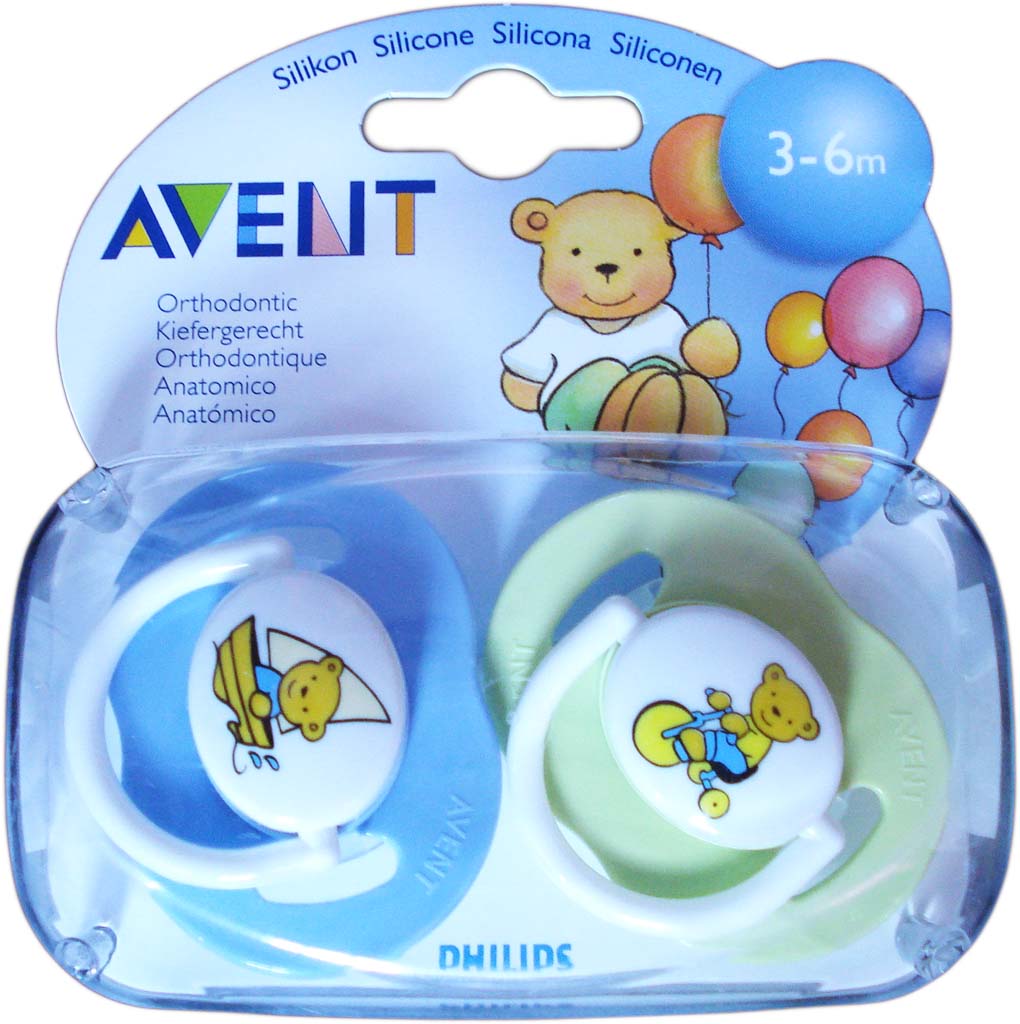 Silikon Silicone Silicona Siliconen
3-6m
AVENT
Orthodontic
Kiefergerecht
Orthodontique
Anatomico
Anatómico
AVENT
AVENT
PHILIPS